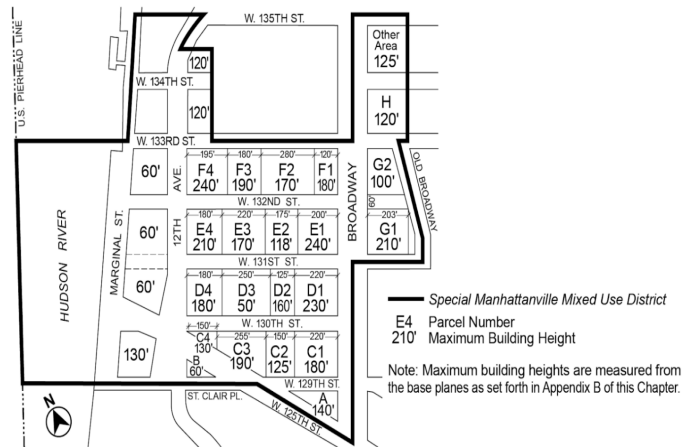 W. 135TH ST.
Other
Area
125'
U.S. PIERHEAD LINE
120'
W. 134TH ST.
120'
H
120'
W. 133RD ST.
195' 180' 280' 120'
60'
AVE.
F4
240'
F3
190'
F2
170'
F1
180'
G2
100'
OLD BROADWAY
W. 132ND ST.
BROADWAY
60'
180' 220' 175' 200' 203'
HUDSON RIVER
MARGINAL ST.
60'
12TH
E4
210'
E3
170'
E2
118'
E1
240'
G1
210'
W. 131ST ST.
180' 250' 125' 220'
60'
D4
180'
D3
50'
D2
160'
D1
230'
W. 130TH ST.
150' 255' 150' 220'
130'
C4
130'
B
60'
C3
190'
C2
125'
C1
180'
W. 129TH ST.
ST. CLAIR PL.
W. 125TH ST.
A
140'
N
Special Manhattanville Mixed Use District
E4 Parcel Number
210' Maximum Building Height
Note: Maximum building heights are measured from
the base planes as set forth in Appendix B of this Chapter.